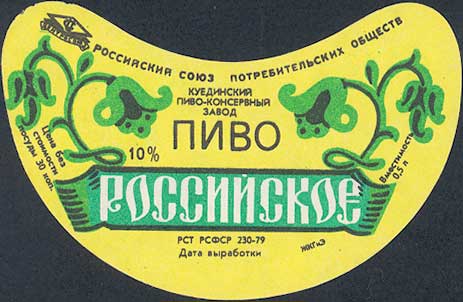 РОССИЙСКИЙ СОЮЗ ПОТРЕБИТЕЛЬСКИХ ОБЩЕСТВ
КУЕДИНСКИЙ
ПИВО-КОНСЕРВНЫЙ
ЗАВОД
ПИВО
10%
Цена без
стоимости
посуды 30 коп.
Вместимость
0,5 л
РОССИЙСКОЕ
РСТ РСФСР 230-79
Дата выработки
ЖКГиЭ